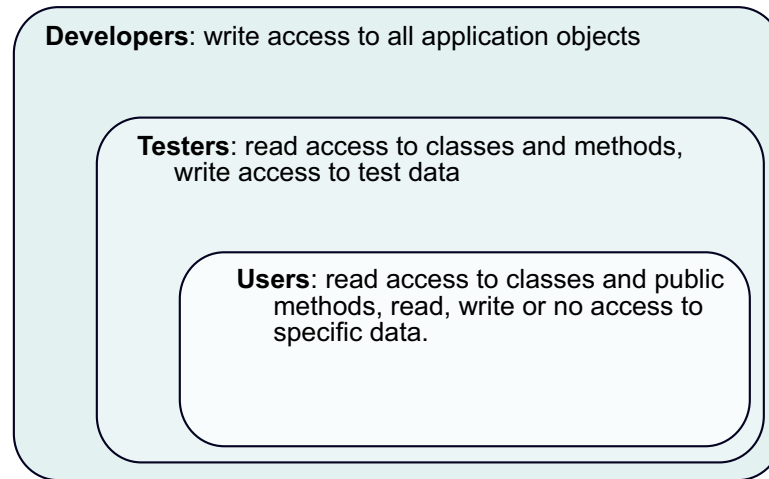 Developers: write access to all application objects
Testers: read access to classes and methods,
write access to test data
Users: read access to classes and public
methods, read, write or no access to
specific data.